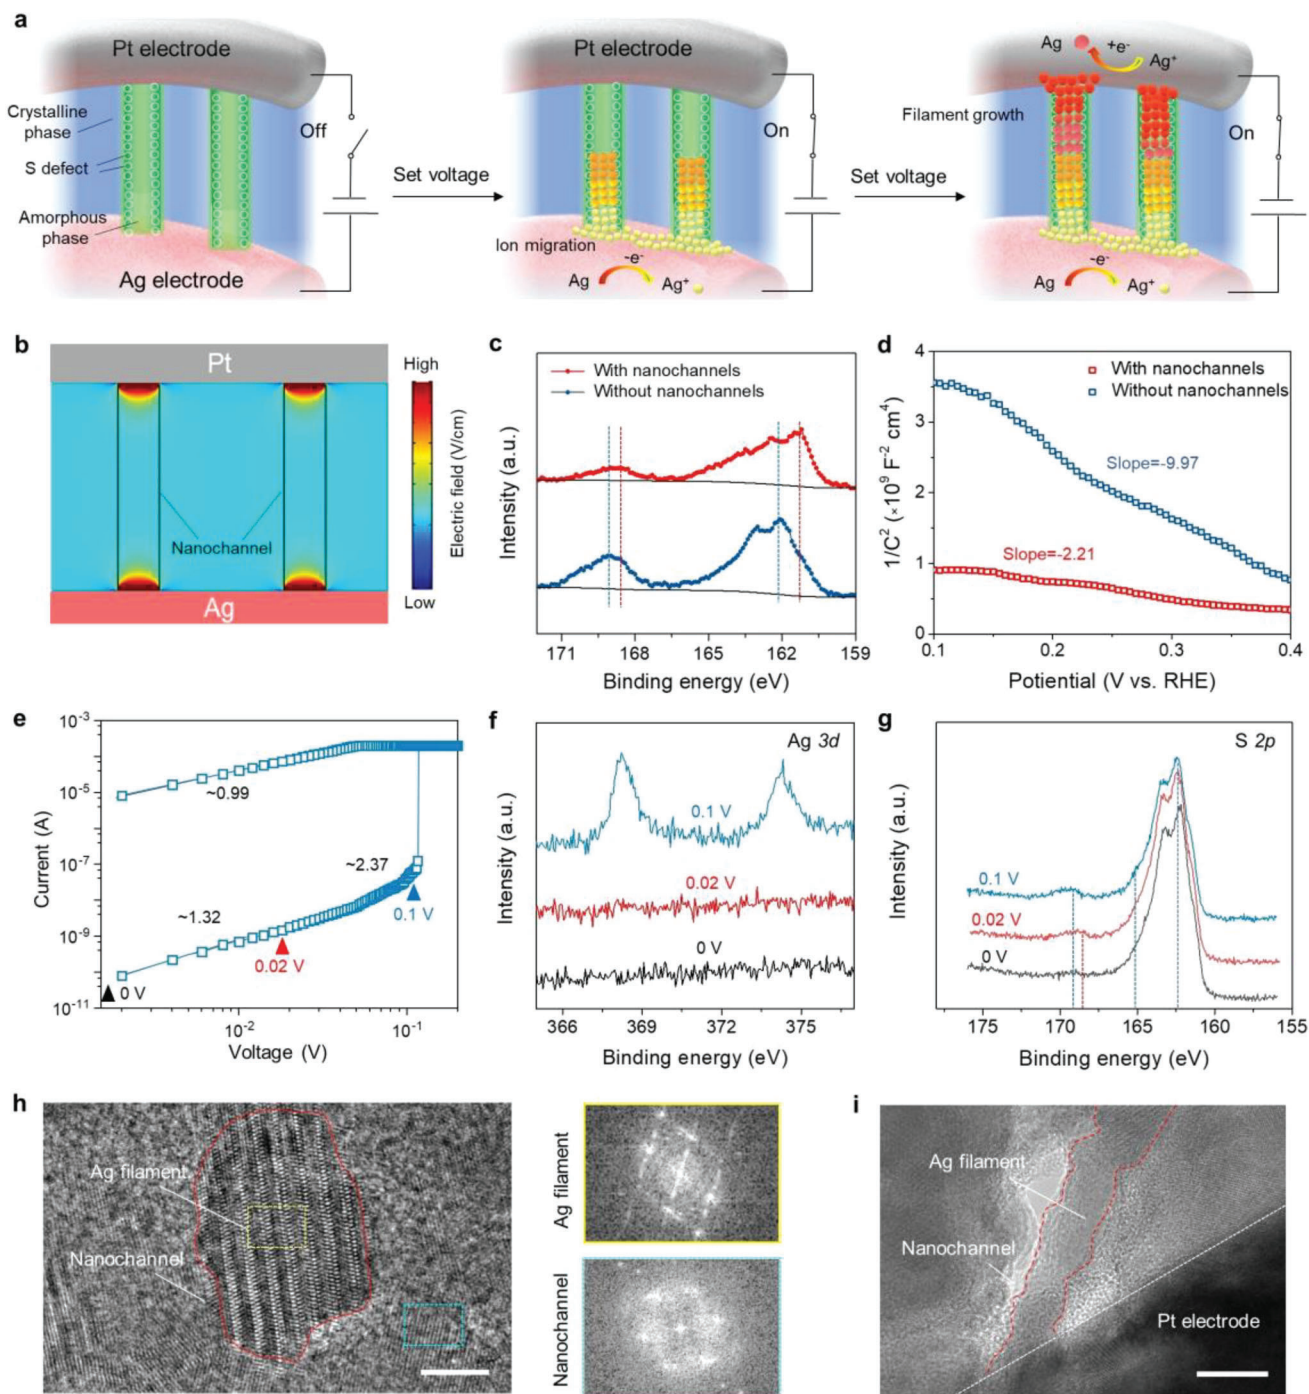 a
Pt electrode
Crystalline
phase
S defect
Amorphous
phase
Ag electrode
Off
Set voltage
Pt electrode
On
Ion migration
-e-
Ag
Ag+
Set voltage
Ag
+e-
Ag+
Filament growth
On
-e-
Ag
Ag+
b
Pt
Nanochannel
Ag
High
Electric field (V/cm)
Low
c
With nanochannels
Without nanochannels
Intensity (a.u.)
171 168 165 162 159
Binding energy (eV)
d
4
3
2
1
0
With nanochannels
Without nanochannels
Slope=-9.97
Slope=-2.21
1/C² (×10⁹ F⁻² cm⁴)
0.1 0.2 0.3 0.4
Potiential (V vs. RHE)
e
10⁻³
10⁻⁵
10⁻⁷
10⁻⁹
10⁻¹¹
Current (A)
~0.99
~2.37
~1.32
0.1 V
0.02 V
0 V
10⁻² 10⁻¹
Voltage (V)
f
Ag 3d
0.1 V
0.02 V
0 V
Intensity (a.u.)
366 369 372 375
Binding energy (eV)
g
S 2p
0.1 V
0.02 V
0 V
Intensity (a.u.)
175 170 165 160 155
Binding energy (eV)
h
Ag filament
Nanochannel
Ag filament
Nanochannel
i
Ag filament
Nanochannel
Pt electrode